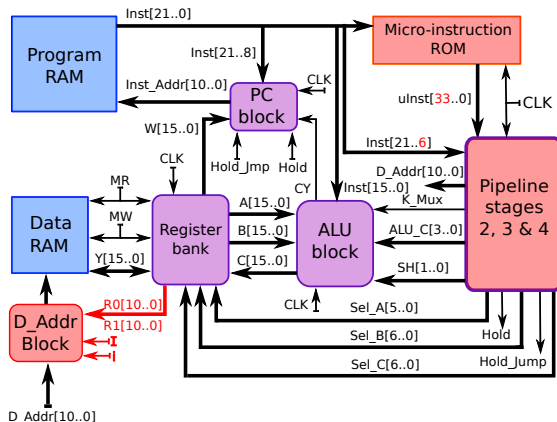 Inst[21..0]
Program
RAM
Inst[21..8]
Micro-instruction
ROM
Inst_Addr[10..0]
CLK
PC
block
uInst[33..0]
CLK
W[15..0]
Inst[21..6]
CLK
Hold_Jmp
Hold
D_Addr[10..0]
MR
CY
Inst[15..0]
K_Mux
Pipeline
stages
2, 3 & 4
Data
RAM
MW
Register
bank
A[15..0]
B[15..0]
ALU
block
ALU_C[3..0]
Y[15..0]
C[15..0]
SH[1..0]
R0[10..0]
CLK
Sel_A[5..0]
D_Addr
Block
R1[10..0]
Sel_B[6..0]
Hold
I
I
Sel_C[6..0]
Hold_Jump
D_Addr[10..0]